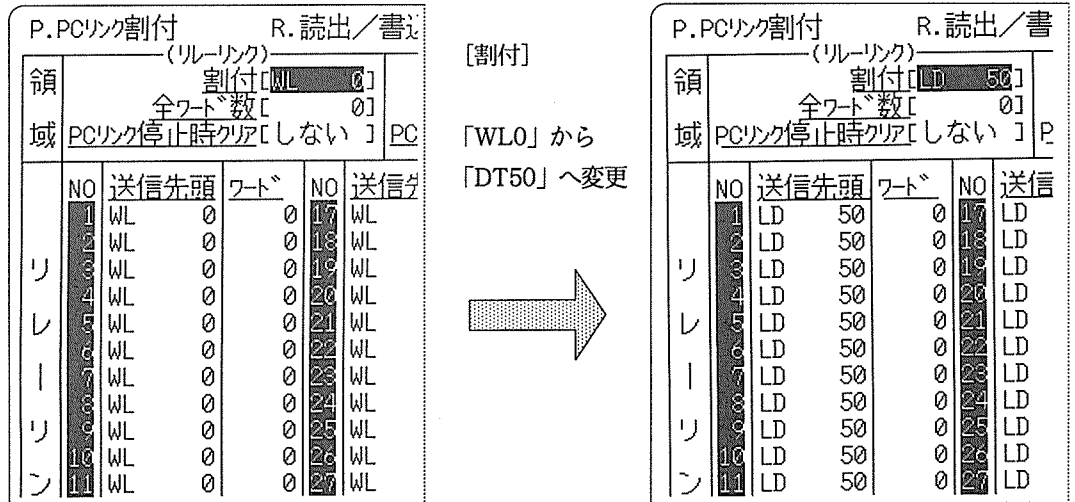 P.PCリンク割付 R.読出／書込
(リレーリンク)
領 割付[WL 0]
全ワード数[ 0]
域 PCリンク停止時クリア[しない ] PC
NO 送信先頭 ワード NO 送信先
1 WL 0 0 17 WL
2 WL 0 0 18 WL
リ 3 WL 0 0 19 WL
4 WL 0 0 20 WL
レ 5 WL 0 0 21 WL
6 WL 0 0 22 WL
ー 7 WL 0 0 23 WL
8 WL 0 0 24 WL
リ 9 WL 0 0 25 WL
10 WL 0 0 26 WL
ン 11 WL 0 0 27 WL
[割付]
「WL0」から
「DT50」へ変更
P.PCリンク割付 R.読出／書
(リレーリンク)
領 割付[LD 50]
全ワード数[ 0]
域 PCリンク停止時クリア[しない ] P
NO 送信先頭 ワード NO 送信
1 LD 50 0 17 LD
2 LD 50 0 18 LD
リ 3 LD 50 0 19 LD
4 LD 50 0 20 LD
レ 5 LD 50 0 21 LD
6 LD 50 0 22 LD
ー 7 LD 50 0 23 LD
8 LD 50 0 24 LD
リ 9 LD 50 0 25 LD
10 LD 50 0 26 LD
ン 11 LD 50 0 27 LD